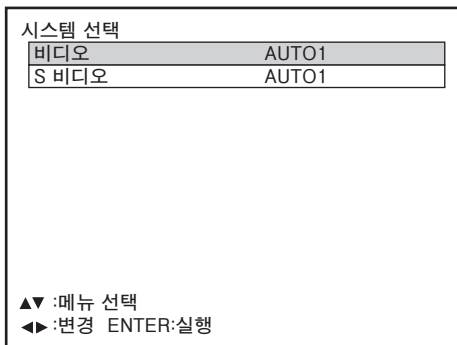 시스템 선택
비디오 AUTO1
S 비디오 AUTO1
▲▼ :메뉴 선택
◀▶ :변경 ENTER:실행